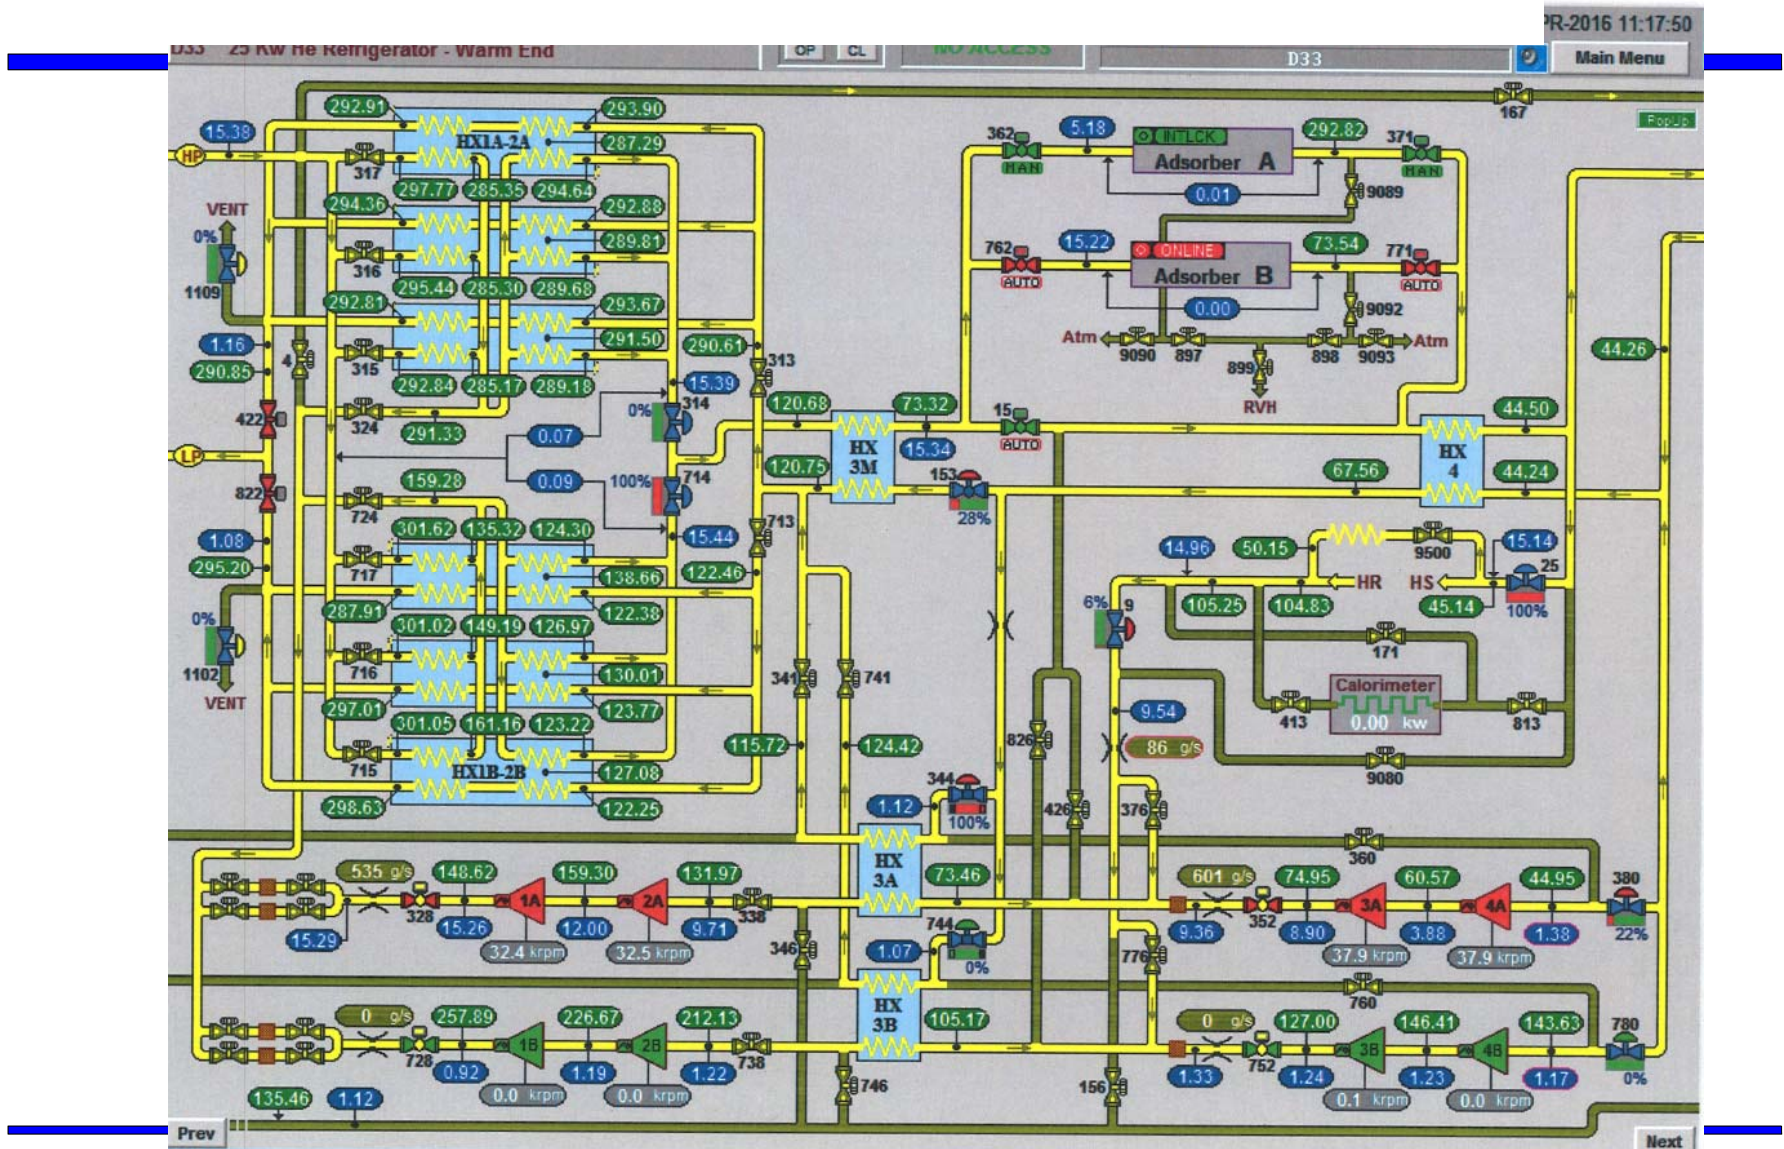 PR-2016 11:17:50
D33 25 Kw He Refrigerator - Warm End OP CL NO ACCESS D33 Main Menu
292.91 293.90 167 PopUp
15.38 HX1A-2A 287.29 362 5.18 INTLCK 292.82 371
HP 317 MAN Adsorber A MAN
297.77 285.35 294.64 0.01 9089
VENT 294.36 292.88
0% 289.81 762 15.22 ONLINE 73.54 771
316 AUTO Adsorber B AUTO
1109 295.44 285.30 289.68 0.00 9092
292.81 293.67
1.16 4 291.50 290.61 313 Atm 9090 897 898 9093 Atm 44.26
290.85 315 899
292.84 285.17 289.18 15.39 RVH
422 324 0% 314 120.68 73.32 15 44.50
291.33 0.07 HX 3M 15.34 AUTO HX 4
LP 159.28 120.75 153 67.56 44.24
822 724 0.09 100% 714 28%
301.62 135.32 124.30 713 9500
1.08 717 15.44 14.96 50.15 15.14 25
295.20 138.66 122.46 HR HS
287.91 122.38 105.25 104.83 45.14 100%
0% 301.02 149.19 126.97 6% 9
1102 716 130.01 341 741 171
VENT 297.01 123.77 Calorimeter
301.05 161.16 123.22 9.54 413 0.00 kw 813
715 115.72 124.42 826 86 g/s
HX1B-2B 127.08 9080
298.63 122.25 344 1.12 426 376
100%
HX 3A 360
535 g/s 148.62 159.30 131.97 73.46 601 g/s 74.95 60.57 44.95 380
328 1A 2A 338 352 3A 4A
15.29 15.26 12.00 9.71 744 9.36 8.90 3.88 1.38 22%
32.4 krpm 32.5 krpm 346 1.07 0% 776 37.9 krpm 37.9 krpm
HX 3B 760
0 g/s 257.89 226.67 212.13 105.17 0 g/s 127.00 146.41 143.63 780
728 1B 2B 738 752 3B 4B
0.92 1.19 1.22 746 156 1.33 1.24 1.23 1.17 0%
135.46 1.12 0.0 krpm 0.0 krpm 0.1 krpm 0.0 krpm
Prev Next